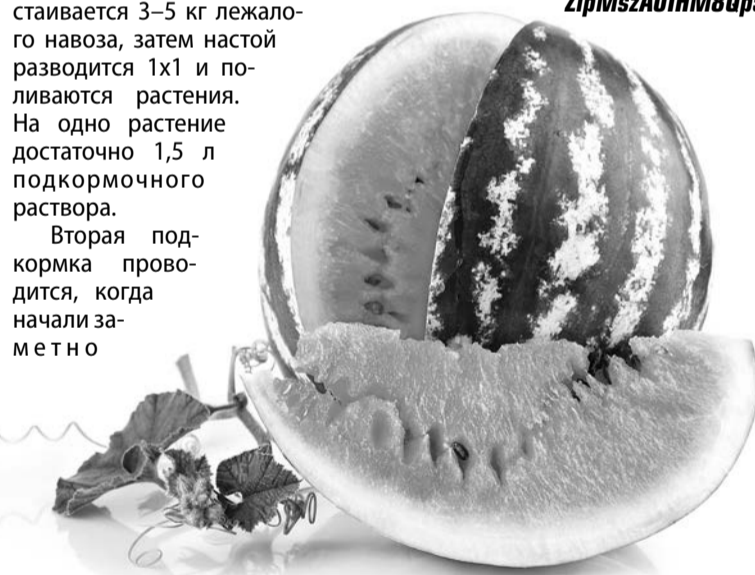 стаивается 3–5 кг лежало-
го навоза, затем настой
разводится 1х1 и по-
ливаются растения.
На одно растение
достаточно 1,5 л
подкормочного
раствора.
Вторая под-
кормка прово-
дится, когда
начали за-
метно